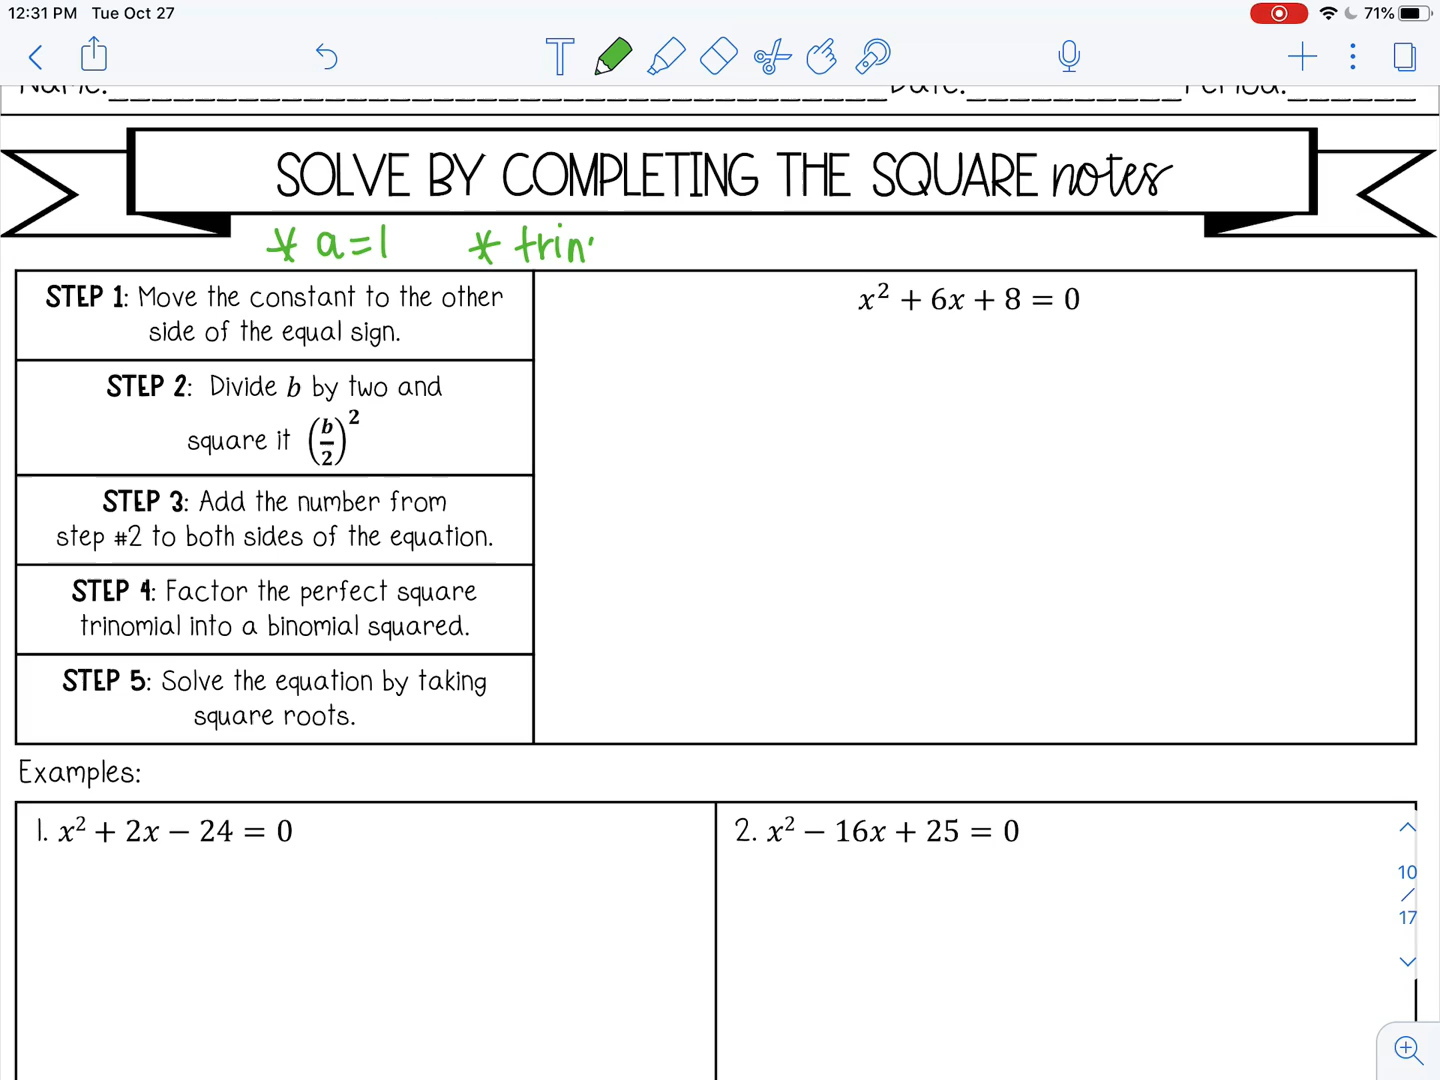 12:31 PM Tue Oct 27
71%
Name: Date: Period:
SOLVE BY COMPLETING THE SQUARE notes
* a=1 * trin
STEP 1: Move the constant to the other
side of the equal sign.
x² + 6x + 8 = 0
STEP 2: Divide b by two and
square it (b/2)²
STEP 3: Add the number from
step #2 to both sides of the equation.
STEP 4: Factor the perfect square
trinomial into a binomial squared.
STEP 5: Solve the equation by taking
square roots.
Examples:
1. x² + 2x − 24 = 0
2. x² − 16x + 25 = 0
10
/
17